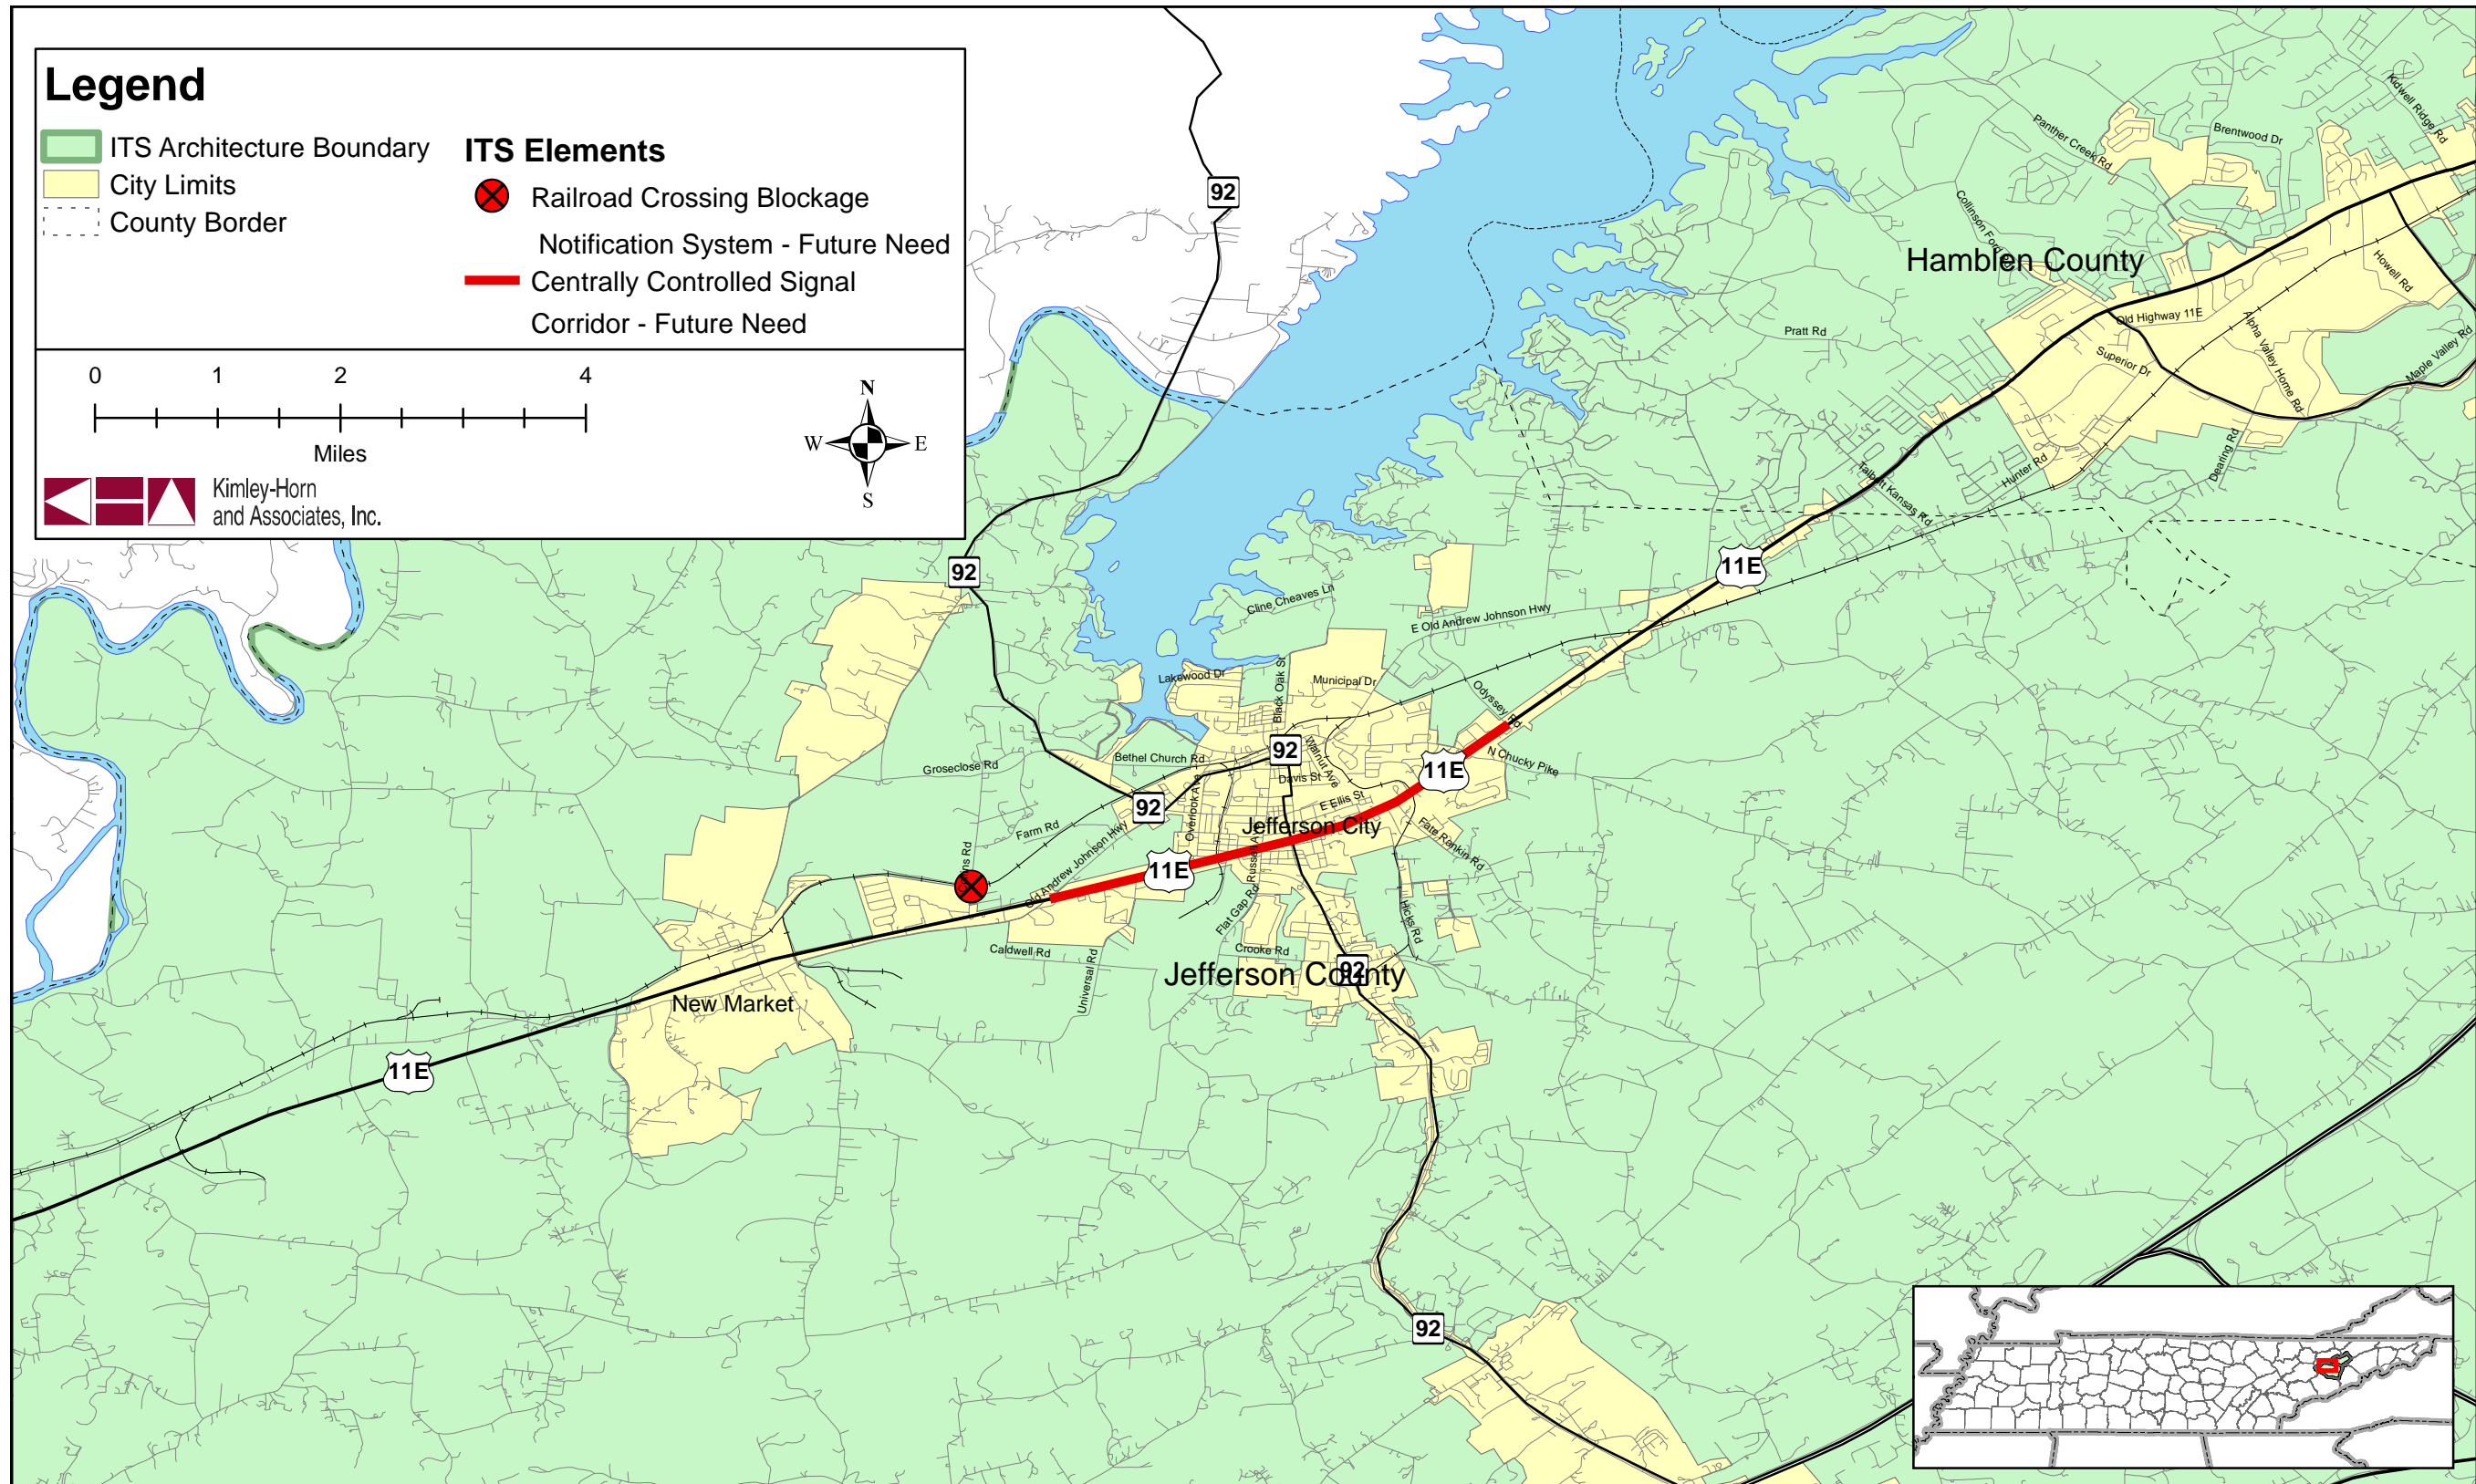 Legend
ITS Architecture Boundary
City Limits
County Border
ITS Elements
Railroad Crossing Blockage
Notification System - Future Need
Centrally Controlled Signal
Corridor - Future Need
0 1 2 4
Miles
N
W E
S
Kimley-Horn
and Associates, Inc.
92
Kidwell Ridge Rd
Brentwood Dr
Panther Creek Rd
Collinson Ford
Hamblen County
Howell Rd
Old Highway 11E
Pratt Rd
Alpha Valley Home Rd
Superior Dr
Maple Valley Rd
Dearing Rd
Hunter Rd
Talbott Kansas Rd
11E
92
Cline Cheaves Ln
E Old Andrew Johnson Hwy
Lakewood Dr
Black Oak St
Municipal Dr
Odyssey Rd
N Chucky Pike
92
Walnut Ave
Bethel Church Rd
Groseclose Rd
Davis St
11E
92
Overlook Ave
E Ellis St
Jefferson City
Farm Rd
Old Andrew Johnson Hwy
Fate Rankin Rd
Russell
11E
Flat Gap Rd
Hicks Rd
Caldwell Rd
Crooke Rd
Universal Rd
Jefferson County
92
New Market
11E
92